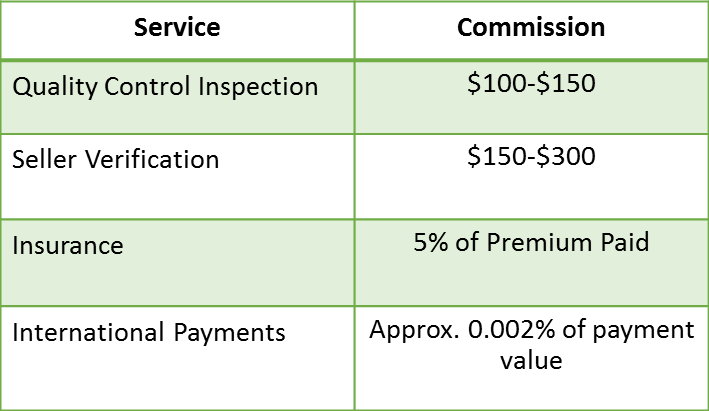 Service
Commission
Quality Control Inspection
$100-$150
Seller Verification
$150-$300
Insurance
5% of Premium Paid
International Payments
Approx. 0.002% of payment
value